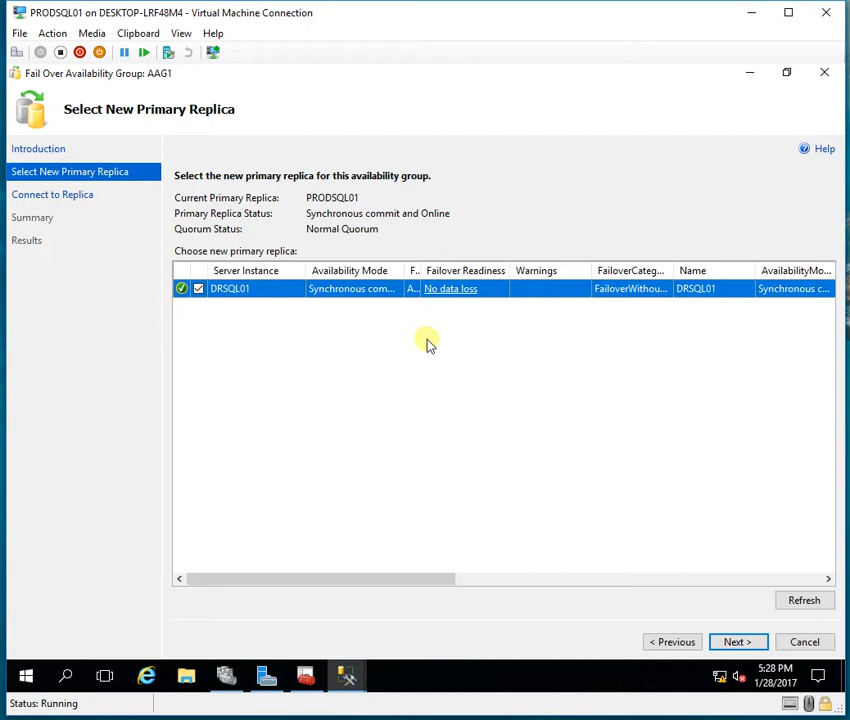 PRODSQL01 on DESKTOP-LRF48M4 - Virtual Machine Connection
File Action Media Clipboard View Help
Fail Over Availability Group: AAG1
Select New Primary Replica
Introduction
Select New Primary Replica
Connect to Replica
Summary
Results
Help
Select the new primary replica for this availability group.
Current Primary Replica: PRODSQL01
Primary Replica Status: Synchronous commit and Online
Quorum Status: Normal Quorum
Choose new primary replica:
Server Instance Availability Mode F... Failover Readiness Warnings FailoverCateg... Name AvailabilityMo...
DRSQL01 Synchronous com... A... No data loss FailoverWithou... DRSQL01 Synchronous c...
Refresh
< Previous Next > Cancel
5:28 PM
1/28/2017
Status: Running